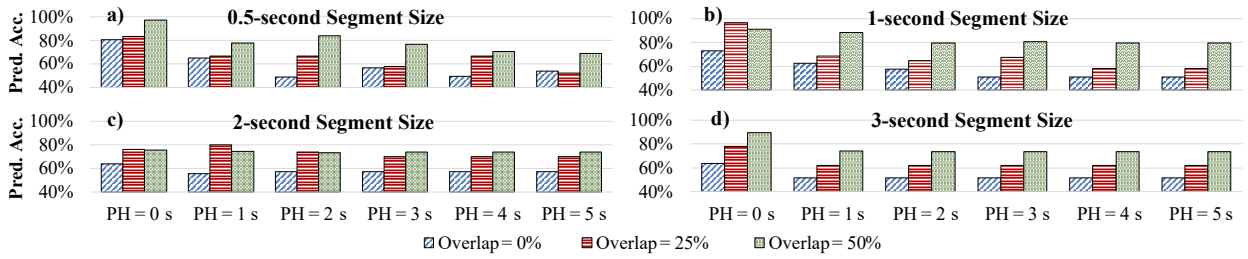 a) 0.5-second Segment Size
Pred. Acc.
100%
80%
60%
40%
b) 1-second Segment Size
100%
80%
60%
40%
c) 2-second Segment Size
Pred. Acc.
100%
80%
60%
40%
PH = 0 s PH = 1 s PH = 2 s PH = 3 s PH = 4 s PH = 5 s
d) 3-second Segment Size
100%
80%
60%
40%
PH = 0 s PH = 1 s PH = 2 s PH = 3 s PH = 4 s PH = 5 s
Overlap = 0% Overlap = 25% Overlap = 50%